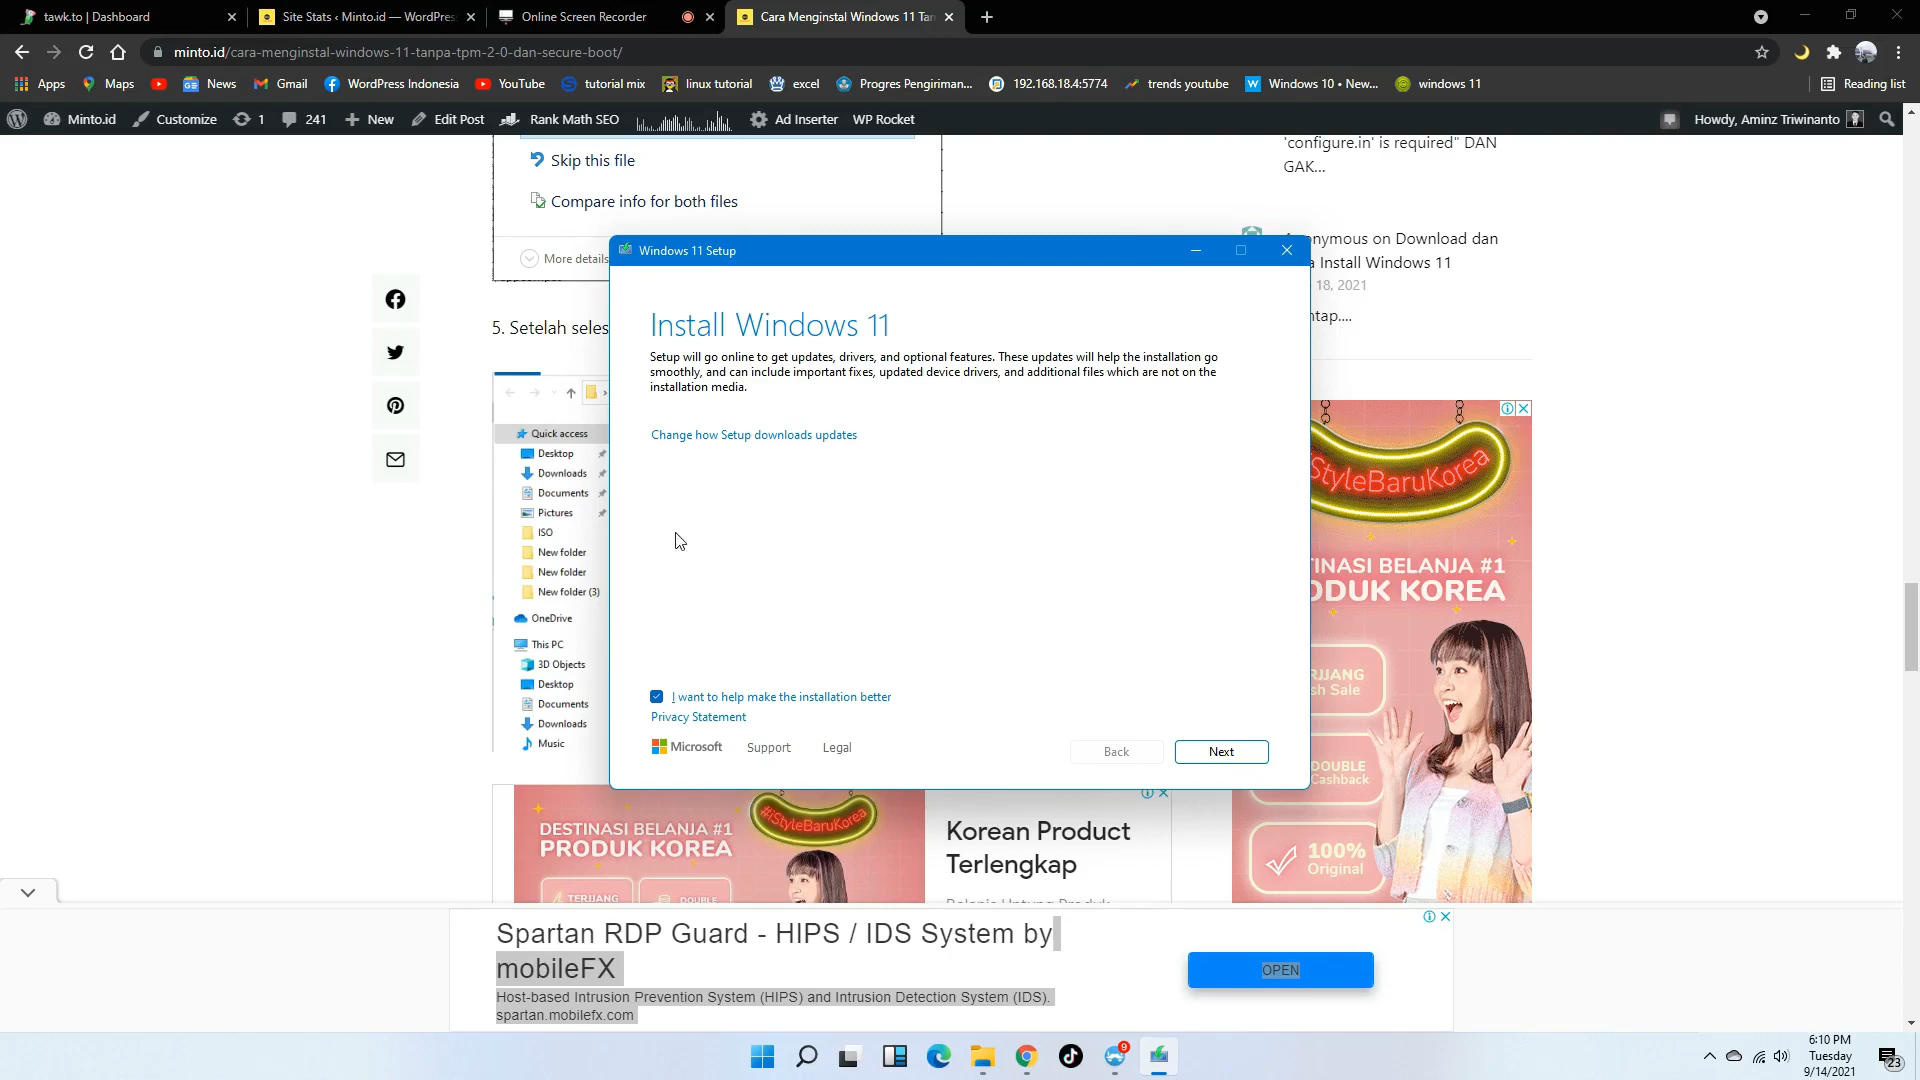 tawk.to | Dashboard
Site Stats ‹ Minto.id — WordPres
Online Screen Recorder
Cara Menginstal Windows 11 Tan
minto.id/cara-menginstal-windows-11-tanpa-tpm-2-0-dan-secure-boot/
Apps
Maps
News
Gmail
WordPress Indonesia
YouTube
tutorial mix
linux tutorial
excel
Progres Pengiriman...
192.168.18.4:5774
trends youtube
Windows 10 • New...
windows 11
Reading list
Minto.id
Customize
1
241
New
Edit Post
Rank Math SEO
Ad Inserter
WP Rocket
Howdy, Aminz Triwinanto
Skip this file
Compare info for both files
More details
'configure.in' is required" DAN
GAK...
onymous on Download dan
Install Windows 11
18, 2021
ntap....
5. Setelah seles
Quick access
Desktop
Downloads
Documents
Pictures
ISO
New folder
New folder
New folder (3)
OneDrive
This PC
3D Objects
Desktop
Documents
Downloads
Music
Windows 11 Setup
Install Windows 11
Setup will go online to get updates, drivers, and optional features. These updates will help the installation go
smoothly, and can include important fixes, updated device drivers, and additional files which are not on the
installation media.
Change how Setup downloads updates
I want to help make the installation better
Privacy Statement
Microsoft
Support
Legal
Back
Next
StyleBaruKorea
TINASI BELANJA #1
ODUK KOREA
RJJANG
sh Sale
DOUBLE
Cashback
100%
Original
DESTINASI BELANJA #1
PRODUK KOREA
#iStyleBaruKorea
TERJJANG
DOUBLE
Korean Product
Terlengkap
Spartan RDP Guard - HIPS / IDS System by
mobileFX
Host-based Intrusion Prevention System (HIPS) and Intrusion Detection System (IDS).
spartan.mobilefx.com
OPEN
9
6:10 PM
Tuesday
9/14/2021
23